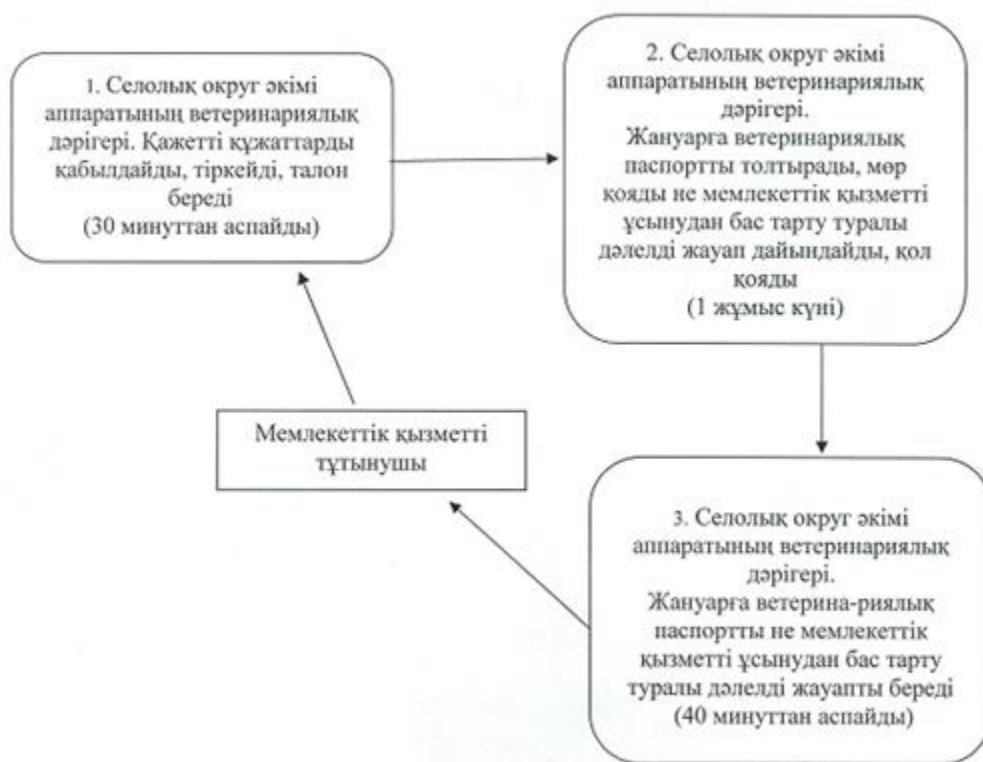 1. Селолық округ әкімі
аппаратының ветеринариялық
дәрігері. Қажетті құжаттарды
қабылдайды, тіркейді, талон
береді
(30 минуттан аспайды)
2. Селолық округ әкімі
аппаратының ветеринариялық
дәрігері.
Жануарға ветеринариялық
паспортты толтырады, мөр
қояды не мемлекеттік қызметті
ұсынудан бас тарту туралы
дәлелді жауап дайындайды, қол
қояды
(1 жұмыс күні)
Мемлекеттік қызметті
тұтынушы
3. Селолық округ әкімі
аппаратының ветеринариялық
дәрігері.
Жануарға ветерина-риялық
паспортты не мемлекеттік
қызметті ұсынудан бас тарту
туралы дәлелді жауапты береді
(40 минуттан аспайды)